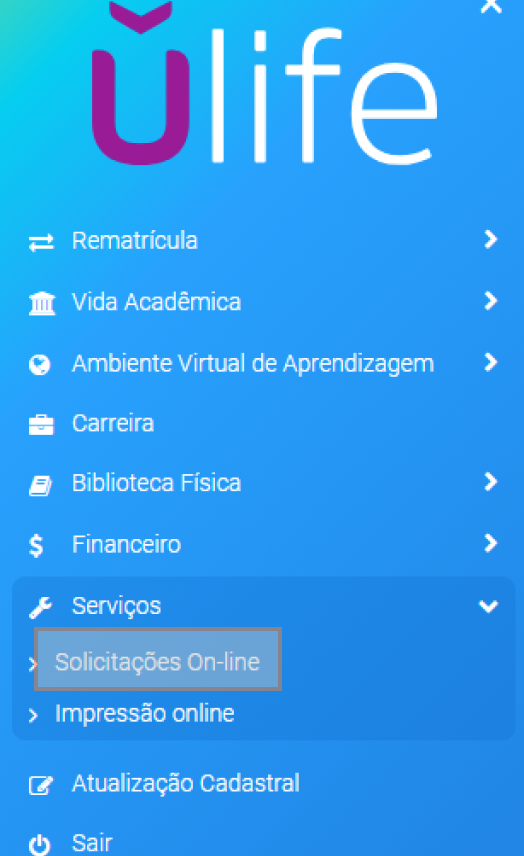 ŭlife
Rematrícula
Vida Acadêmica
Ambiente Virtual de Aprendizagem
Carreira
Biblioteca Física
Financeiro
Serviços
Solicitações On-line
Impressão online
Atualização Cadastral
Sair